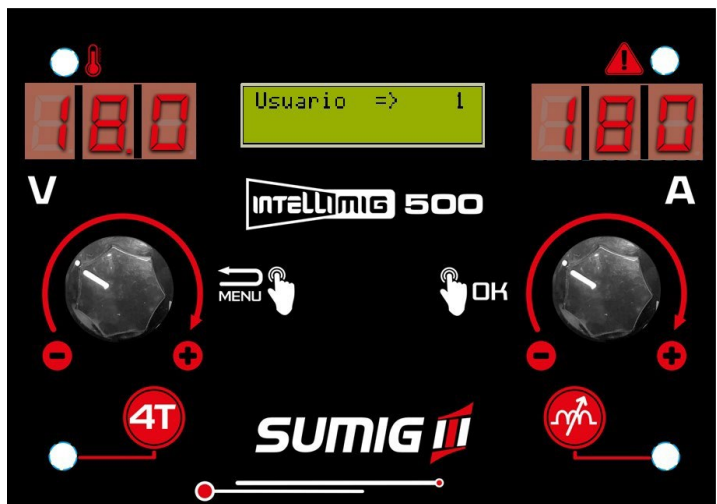 18.0
Usuario => 1
180
V
A
INTELLIMIG 500
MENU
OK
4T
SUMIG